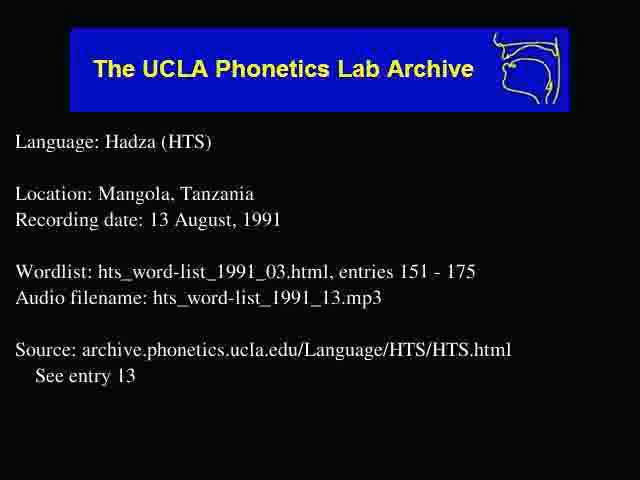 The UCLA Phonetics Lab Archive
Language: Hadza (HTS)
Location: Mangola, Tanzania
Recording date: 13 August, 1991
Wordlist: hts_word-list_1991_03.html, entries 151 - 175
Audio filename: hts_word-list_1991_13.mp3
Source: archive.phonetics.ucla.edu/Language/HTS/HTS.html
See entry 13